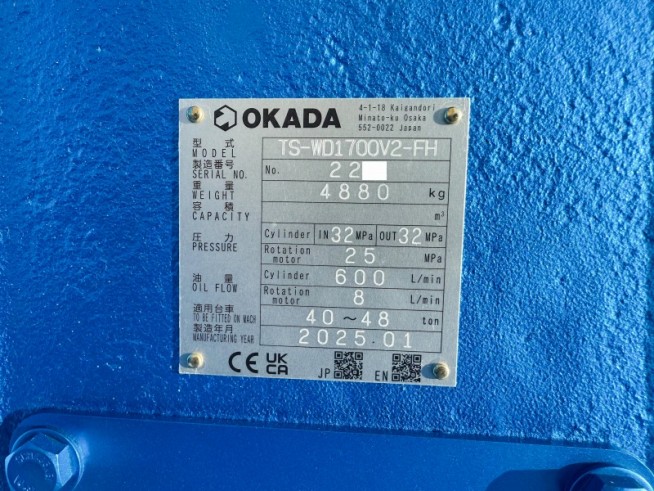 OKADA
4-1-18 Kaigandori
Minato-ku Osaka
552-0022 Japan
型式 MODEL TS-WD1700V2-FH
製造番号 SERIAL NO. No. 22
重量 WEIGHT 4880 kg
容積 CAPACITY m³
圧力 PRESSURE Cylinder IN 32 MPa OUT 32 MPa
Rotation motor 25 MPa
油量 OIL FLOW Cylinder 600 L/min
Rotation motor 8 L/min
適用台車 TO BE FITTED ON MACH 40~48 ton
製造年月 MANUFACTURING YEAR 2025.01
CE UK CA JP EN